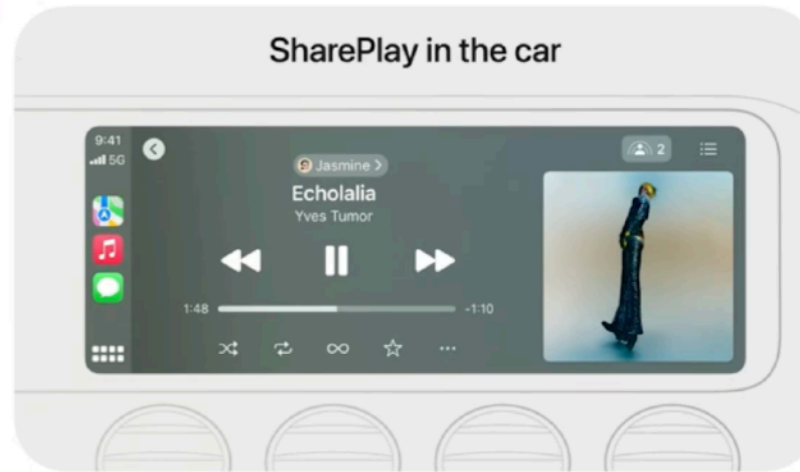 SharePlay in the car
9:41
5G
Jasmine
2
Echolalia
Yves Tumor
1:48
-1:10